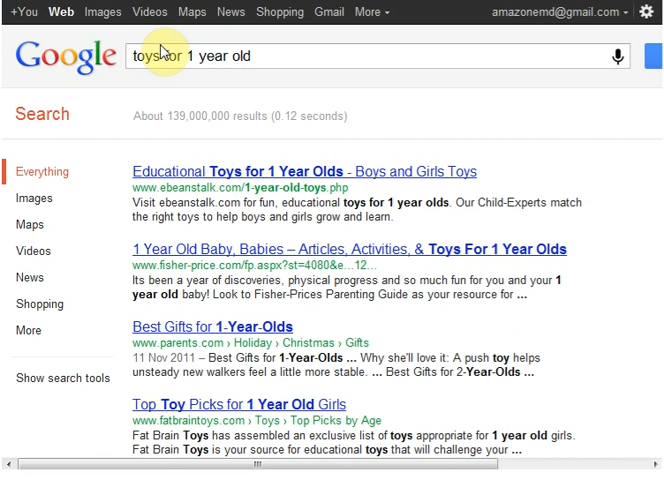 +You Web Images Videos Maps News Shopping Gmail More amazonemd@gmail.com
Google toys for 1 year old
Search About 139,000,000 results (0.12 seconds)
Everything
Images
Maps
Videos
News
Shopping
More
Show search tools
Educational Toys for 1 Year Olds - Boys and Girls Toys
www.ebeanstalk.com/1-year-old-toys.php
Visit ebeanstalk.com for fun, educational toys for 1 year olds. Our Child-Experts match
the right toys to help boys and girls grow and learn.
1 Year Old Baby, Babies – Articles, Activities, & Toys For 1 Year Olds
www.fisher-price.com/fp.aspx?st=4080&e...12...
Its been a year of discoveries, physical progress and so much fun for you and your 1
year old baby! Look to Fisher-Prices Parenting Guide as your resource for ...
Best Gifts for 1-Year-Olds
www.parents.com › Holiday › Christmas › Gifts
11 Nov 2011 – Best Gifts for 1-Year-Olds ... Why she'll love it: A push toy helps
unsteady new walkers feel a little more stable. ... Best Gifts for 2-Year-Olds ...
Top Toy Picks for 1 Year Old Girls
www.fatbraintoys.com › Toys › Top Picks by Age
Fat Brain Toys has assembled an exclusive list of toys appropriate for 1 year old girls.
Fat Brain Toys is your source for educational toys that will challenge your ...